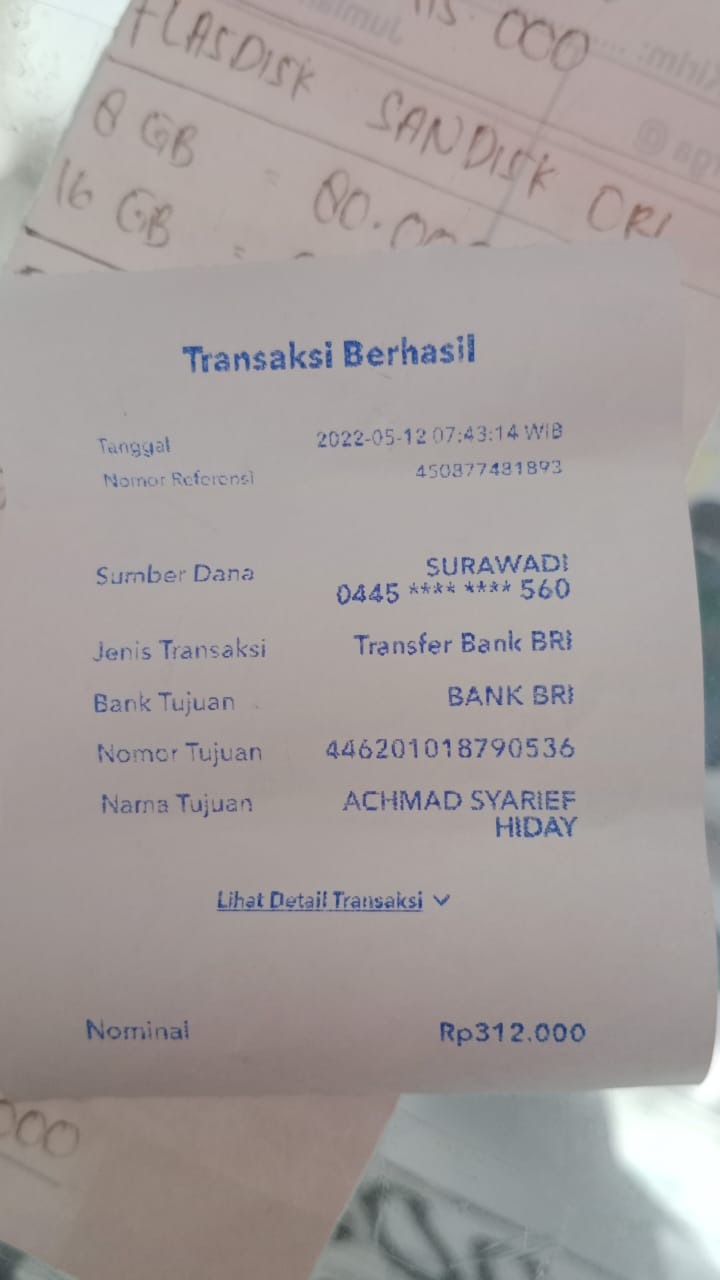 115.000
FLASDISK SANDISK ORI
8 GB = 80.000
16 GB =
Transaksi Berhasil
Tanggal 2022-05-12 07:43:14 WIB
Nomor Referensi 450877481893
Sumber Dana SURAWADI
0445 **** **** 560
Jenis Transaksi Transfer Bank BRI
Bank Tujuan BANK BRI
Nomor Tujuan 446201018790536
Nama Tujuan ACHMAD SYARIEF
HIDAY
Lihat Detail Transaksi
Nominal Rp312.000
000